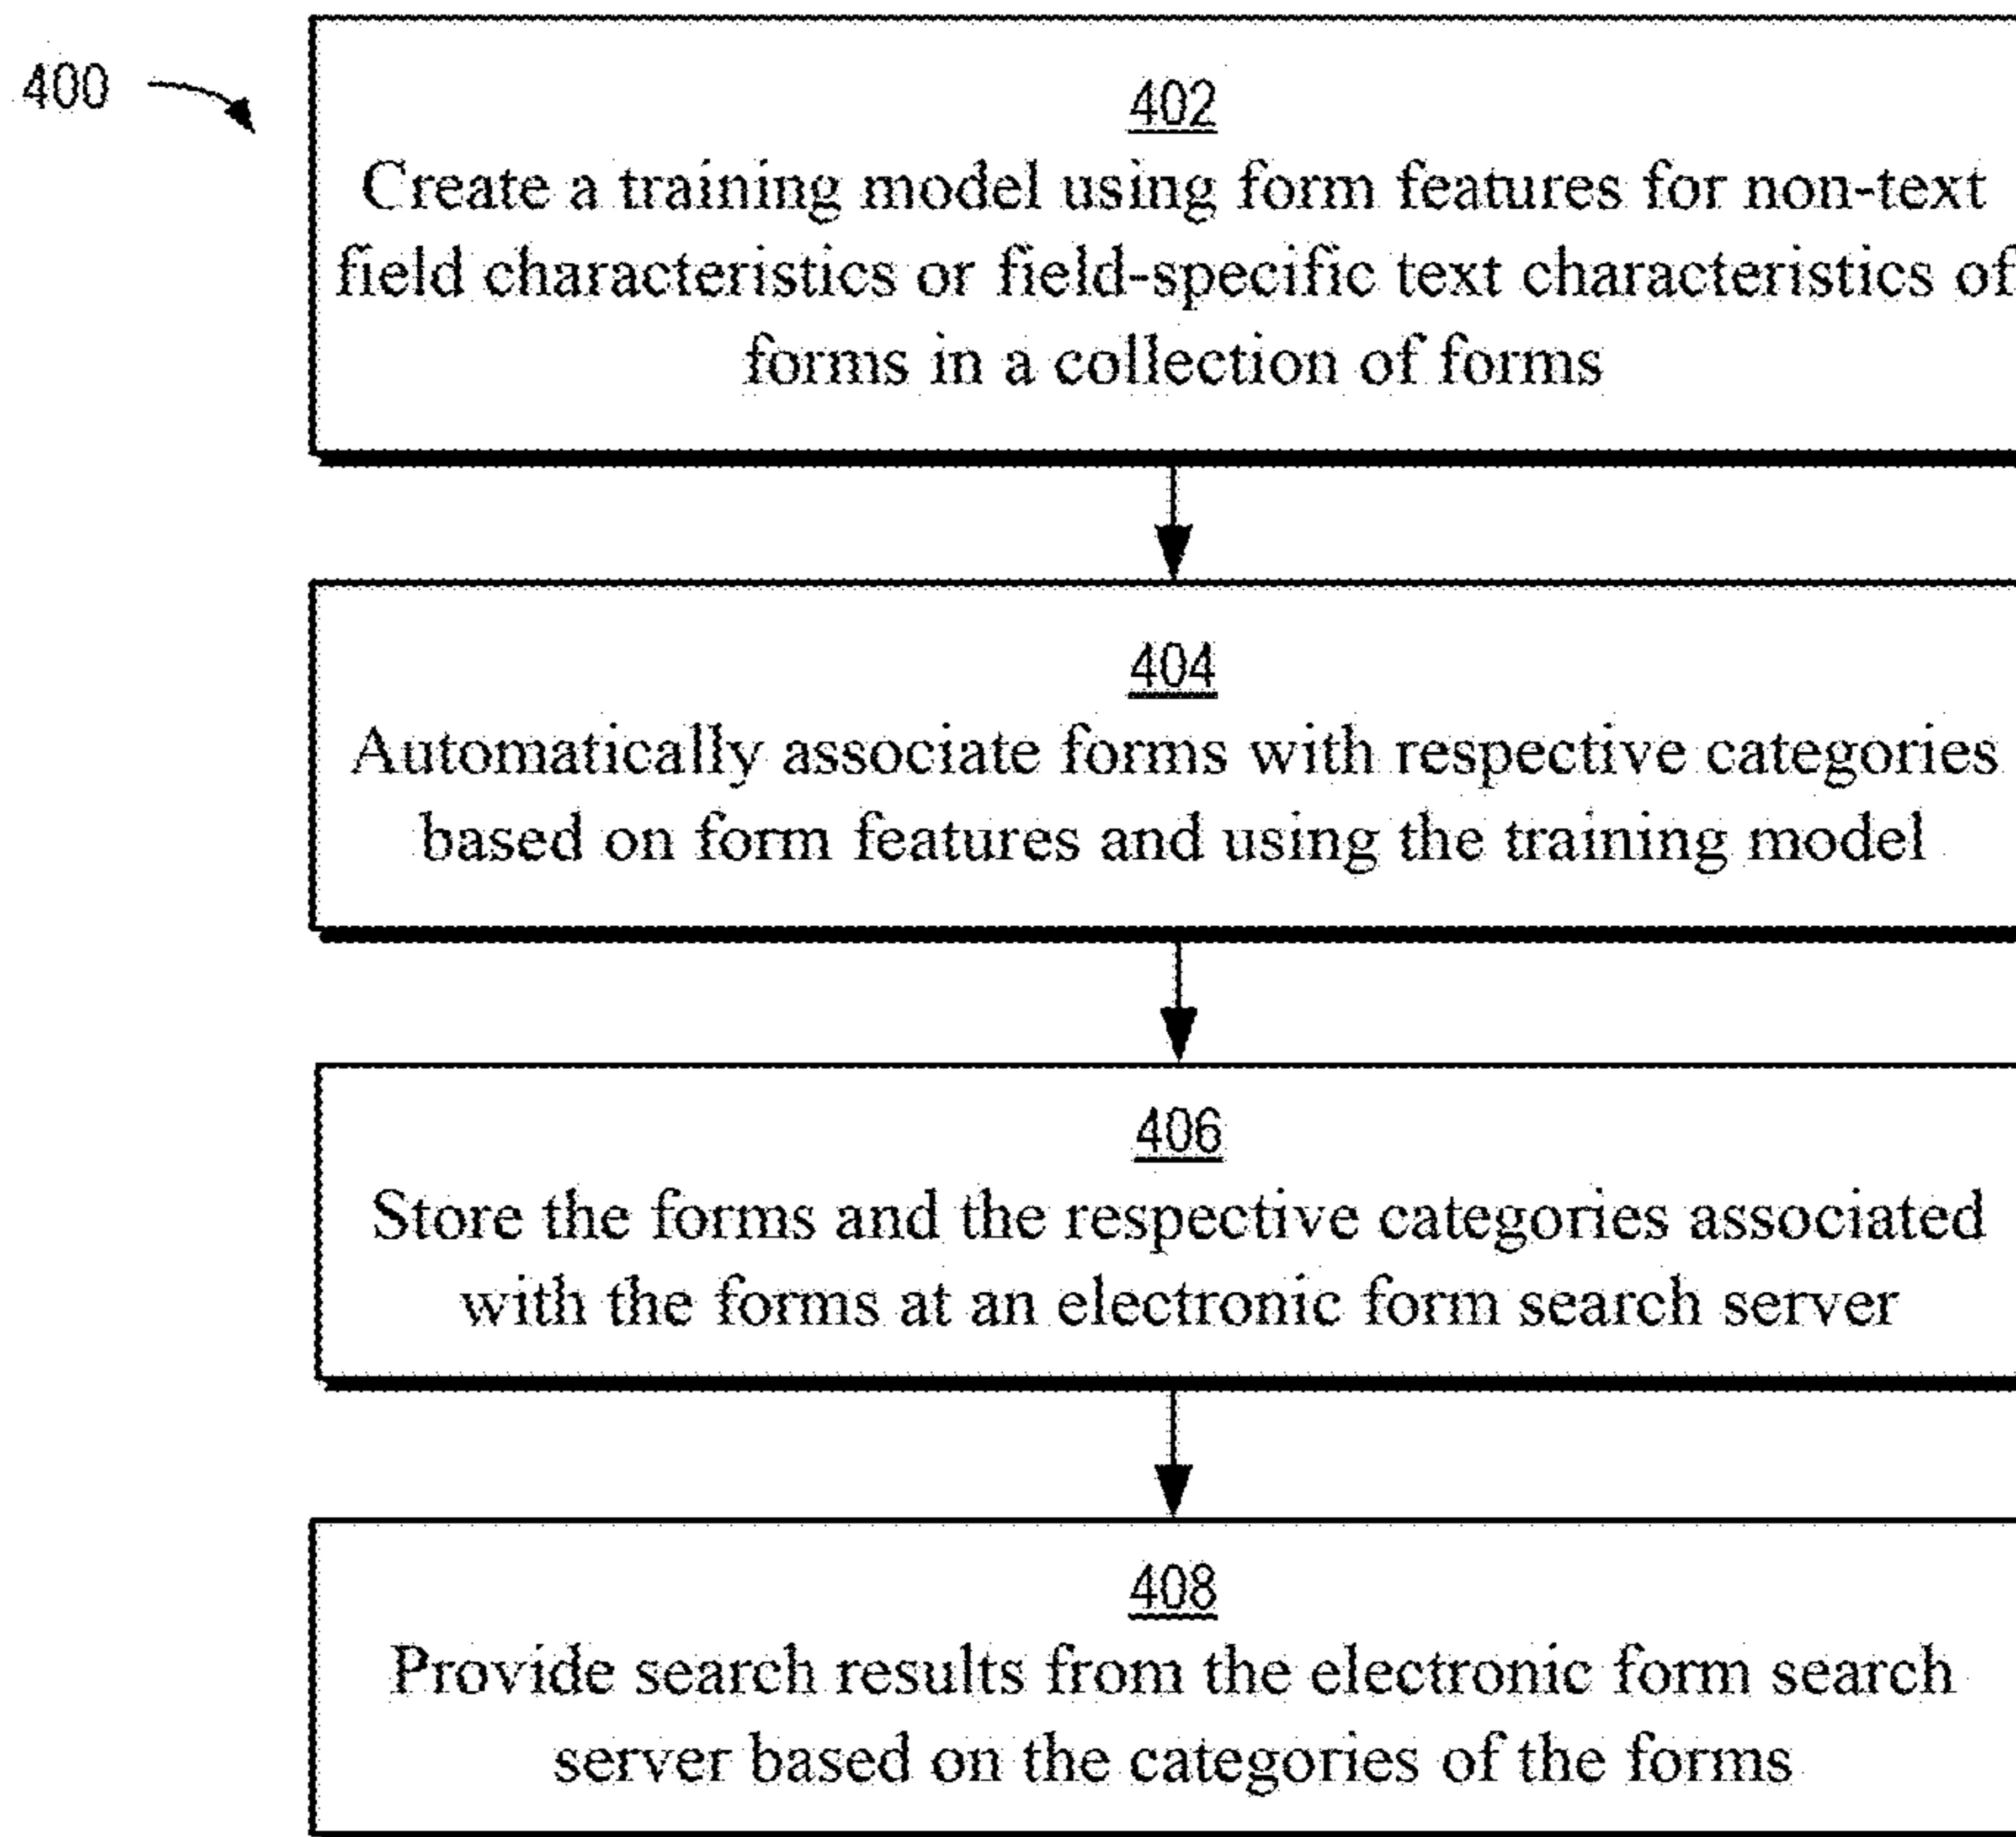 400
402
Create a training model using form features for non-text
field characteristics or field-specific text characteristics of
forms in a collection of forms
404
Automatically associate forms with respective categories
based on form features and using the training model
406
Store the forms and the respective categories associated
with the forms at an electronic form search server
408
Provide search results from the electronic form search
server based on the categories of the forms